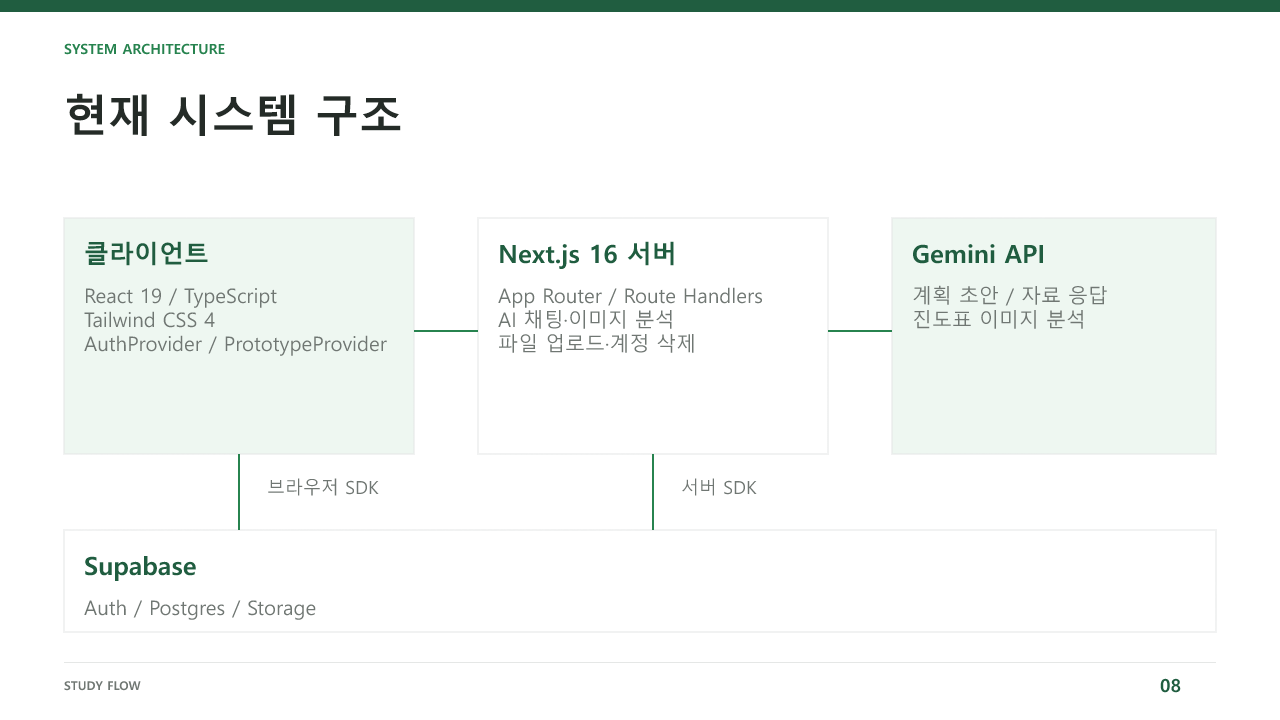 SYSTEM ARCHITECTURE
현재 시스템 구조
클라이언트
React 19 / TypeScript
Tailwind CSS 4
AuthProvider / PrototypeProvider
Next.js 16 서버
App Router / Route Handlers
AI 채팅·이미지 분석
파일 업로드·계정 삭제
Gemini API
계획 초안 / 자료 응답
진도표 이미지 분석
브라우저 SDK
서버 SDK
Supabase
Auth / Postgres / Storage
STUDY FLOW
08